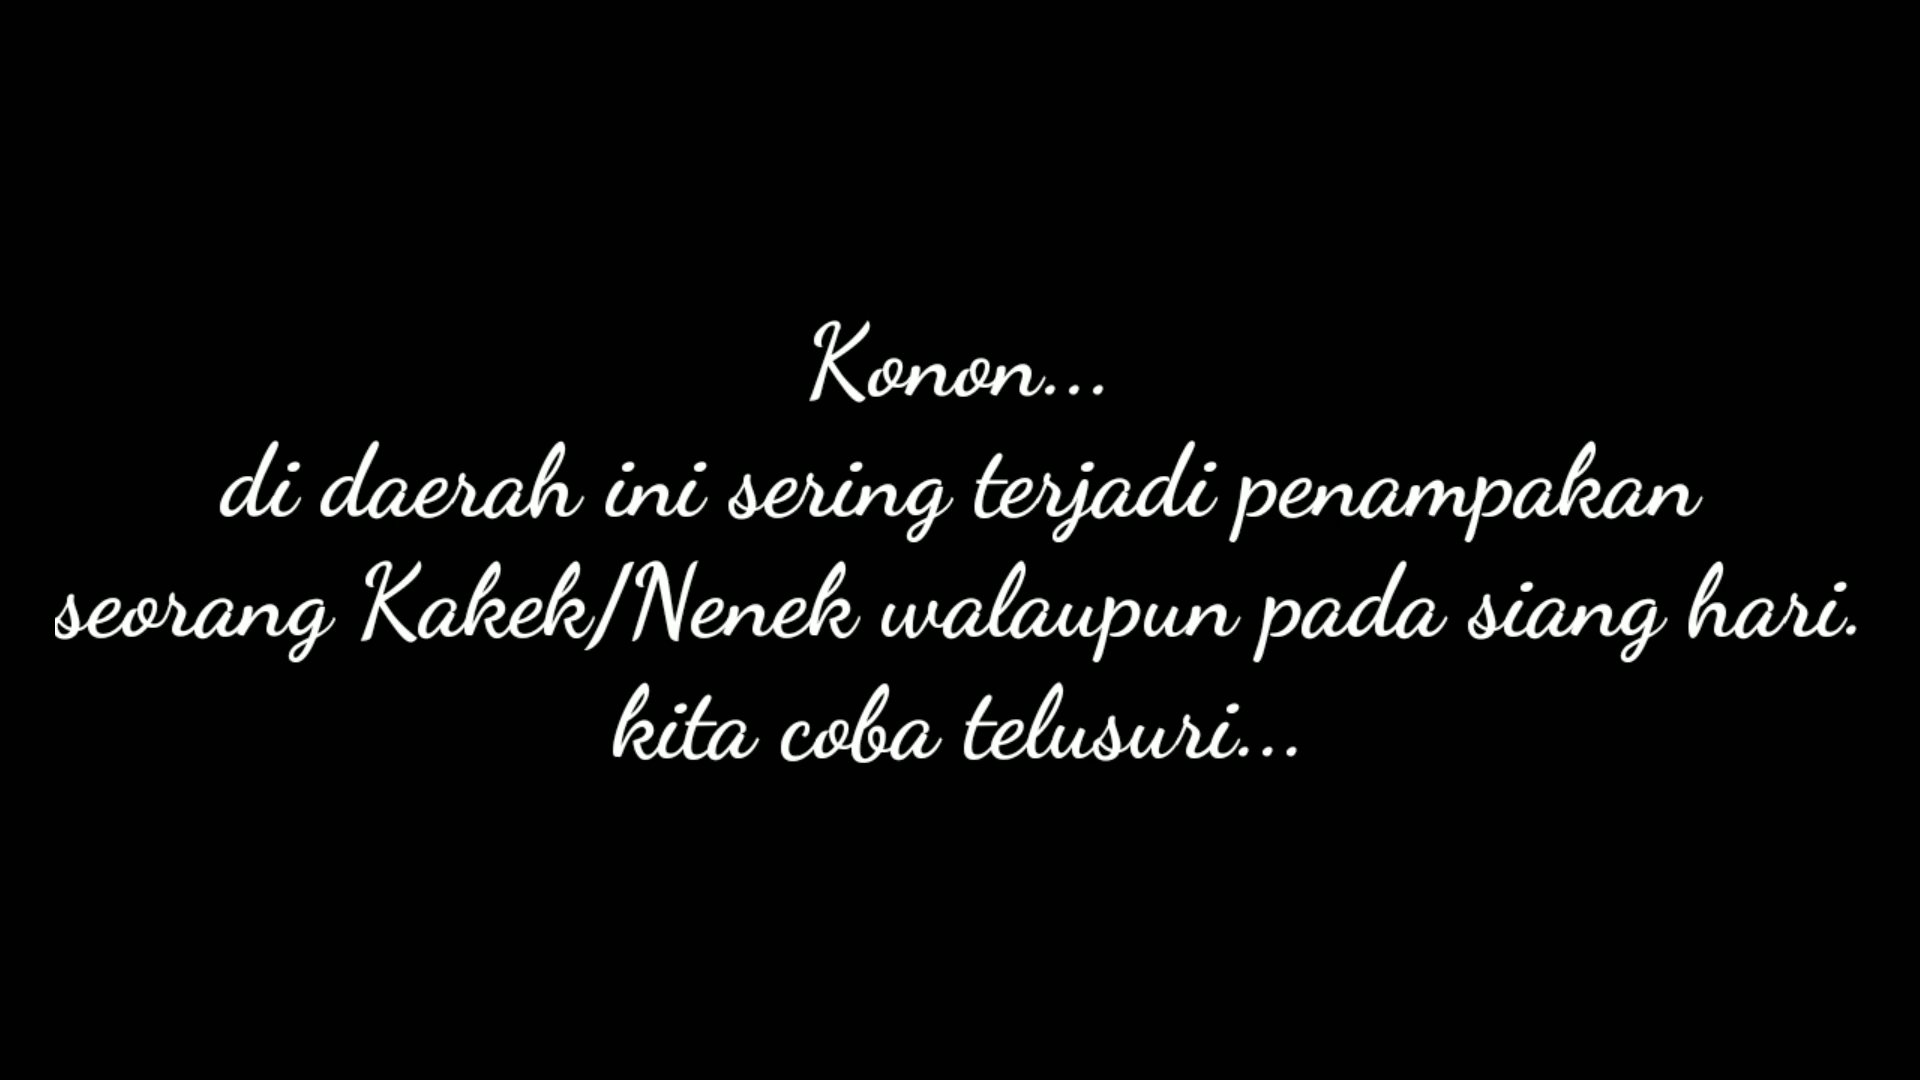 Konon...
di daerah ini sering terjadi penampakan
seorang Kakek/Nenek walaupun pada siang hari.
kita coba telusuri...